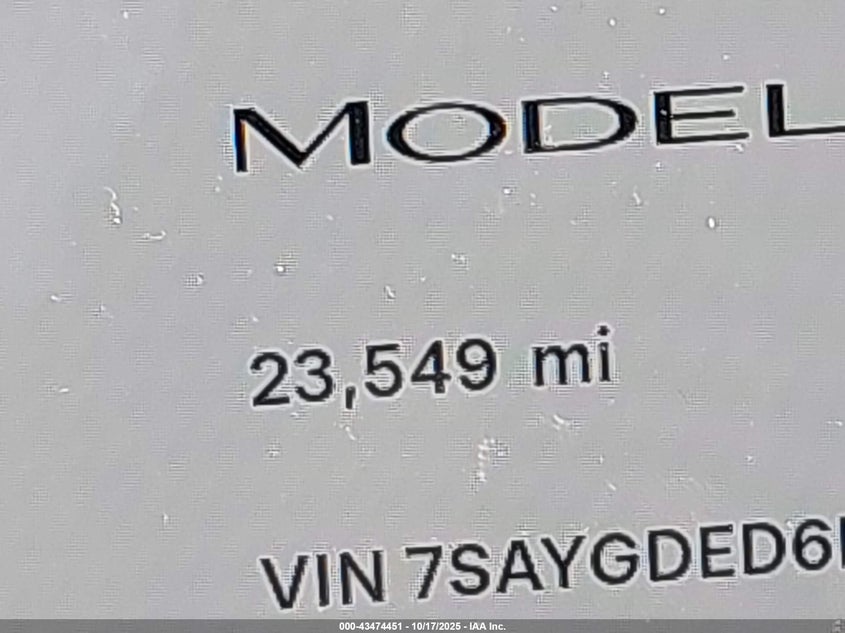 MODEL
23,549 mi
VIN 7SAYGDED6
000-43474451 - 10/17/2025 - IAA Inc.